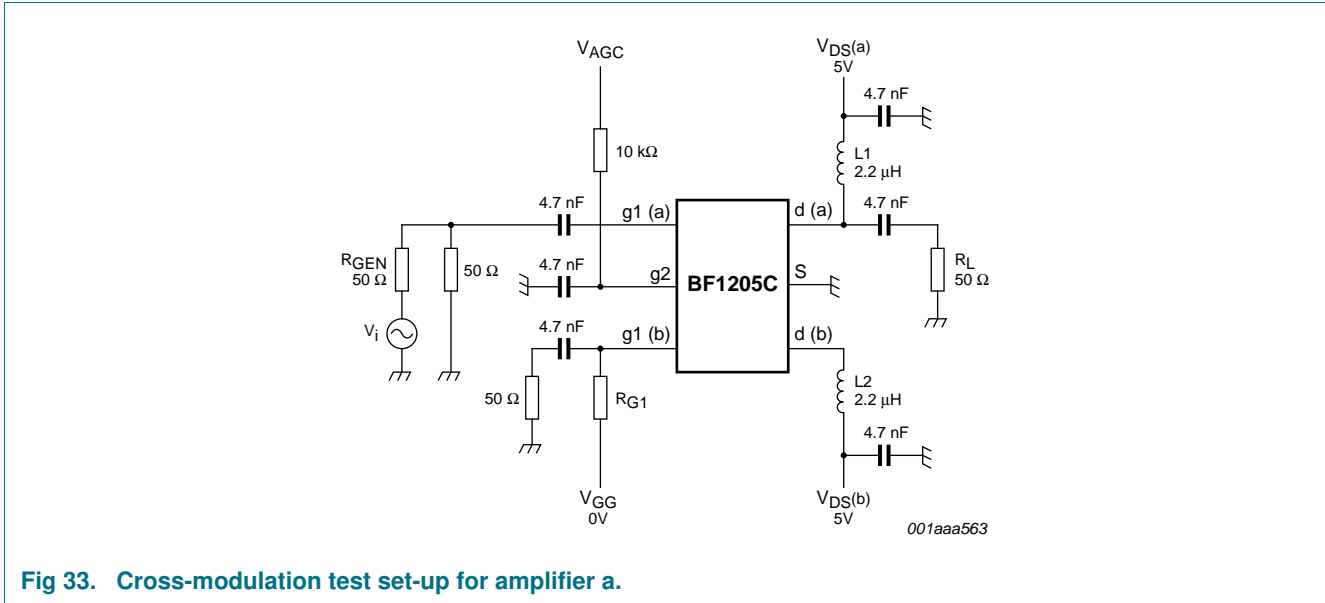 VAGC
VDS(a)
5V
4.7 nF
10 kΩ
L1
2.2 μH
4.7 nF
g1 (a)
d (a)
4.7 nF
RGEN
50 Ω
50 Ω
4.7 nF
g2
BF1205C
S
RL
50 Ω
Vi
4.7 nF
g1 (b)
d (b)
50 Ω
RG1
L2
2.2 μH
4.7 nF
VGG
0V
VDS(b)
5V
001aaa563
Fig 33. Cross-modulation test set-up for amplifier a.